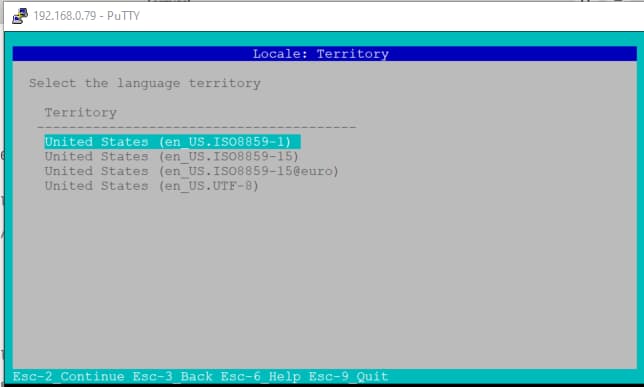 192.168.0.79 - PuTTY
Locale: Territory
Select the language territory
Territory
----------------------------------------
United States (en_US.ISO8859-1)
United States (en_US.ISO8859-15)
United States (en_US.ISO8859-15@euro)
United States (en_US.UTF-8)
Esc-2_Continue Esc-3_Back Esc-6_Help Esc-9_Quit